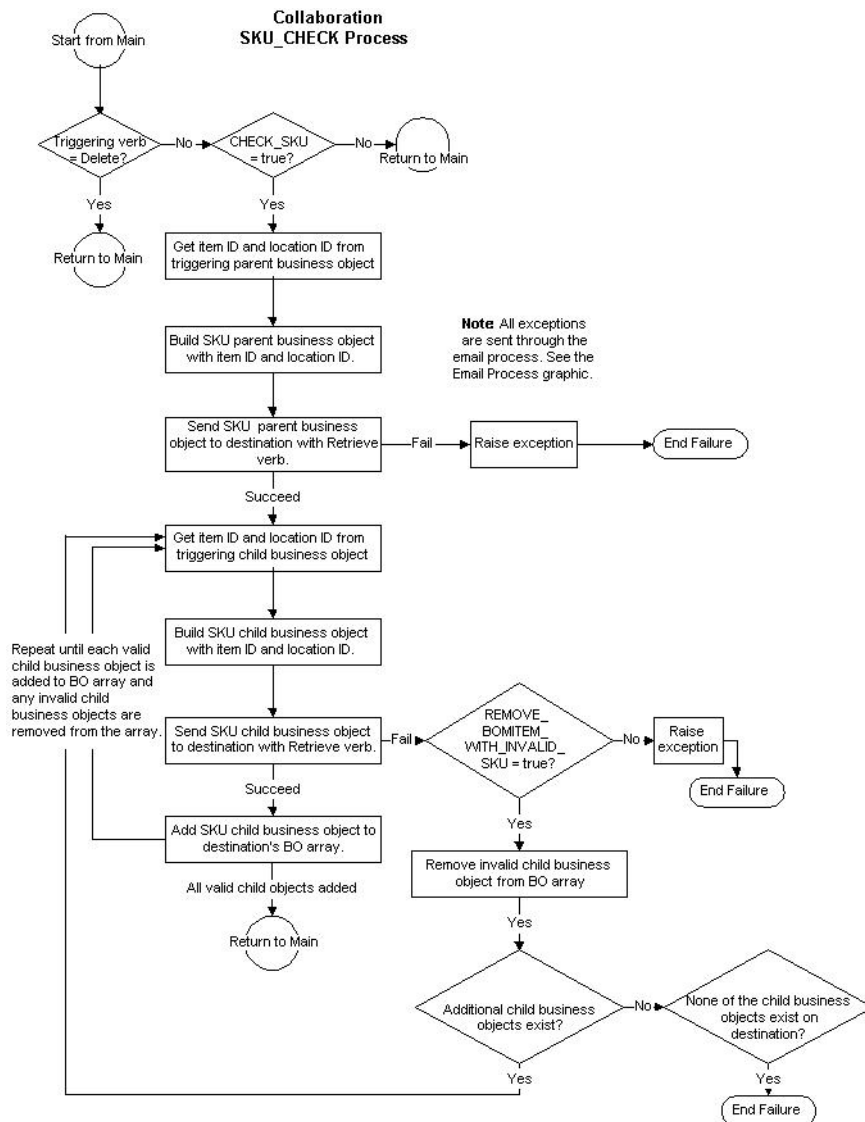 Collaboration
SKU_CHECK Process
Start from Main
Triggering verb
= Delete?
No
CHECK_SKU
= true?
No
Return to Main
Yes
Yes
Return to Main
Get item ID and location ID from
triggering parent business object
Build SKU parent business object
with item ID and location ID.
Note: All exceptions
are sent through the
email process. See the
Email Process graphic.
Send SKU parent business
object to destination with Retrieve
verb.
Fail
Raise exception
End Failure
Succeed
Get item ID and location ID from
triggering child business object
Build SKU child business object
with item ID and location ID.
Repeat until each valid
child business object is
added to BO array and
any invalid child
business objects are
removed from the array.
Send SKU child business object
to destination with Retrieve verb.
Fail
REMOVE_
BOMITEM_
WITH_INVALID_
SKU = true?
No
Raise
exception
End Failure
Succeed
Yes
Add SKU child business object to
destination's BO array.
Remove invalid child business
object from BO array
All valid child objects added
Return to Main
Yes
Additional child business
objects exist?
No
None of the child business
objects exist on
destination?
Yes
Yes
End Failure